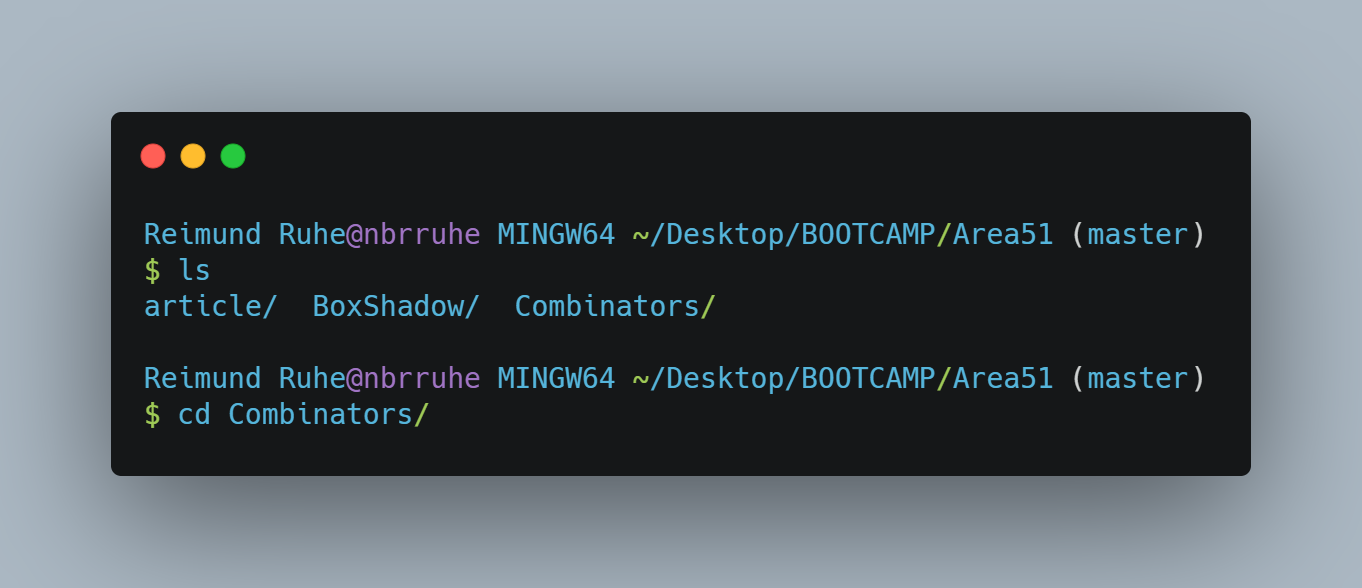 Reimund Ruhe@nbrruhe MINGW64 ~/Desktop/BOOTCAMP/Area51 (master)
$ ls
article/  BoxShadow/  Combinators/
Reimund Ruhe@nbrruhe MINGW64 ~/Desktop/BOOTCAMP/Area51 (master)
$ cd Combinators/